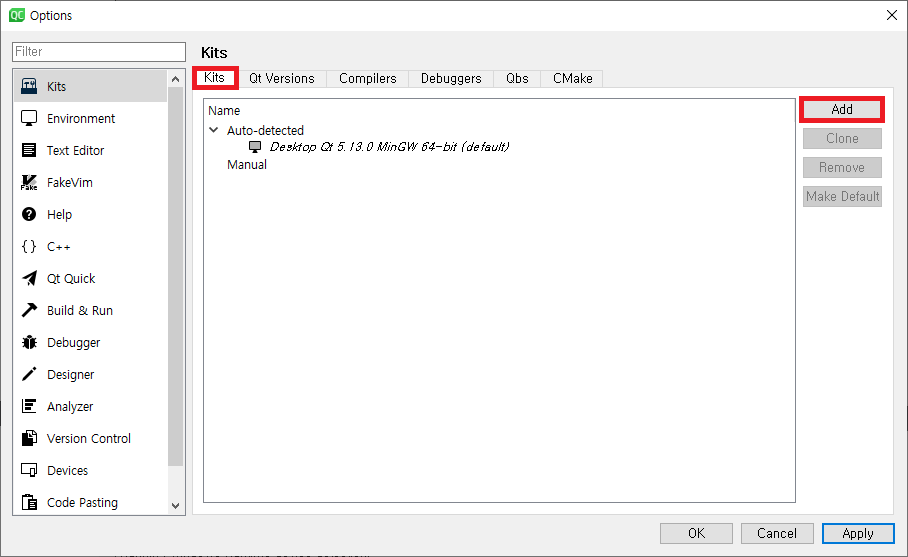 QC Options
Filter
Kits
Environment
Text Editor
Fake
FakeVim
Help
{} C++
Qt Quick
Build & Run
Debugger
Designer
Analyzer
Version Control
Devices
Code Pasting
Kits
Kits Qt Versions Compilers Debuggers Qbs CMake
Name
Auto-detected
Desktop Qt 5.13.0 MinGW 64-bit (default)
Manual
Add
Clone
Remove
Make Default
OK Cancel Apply